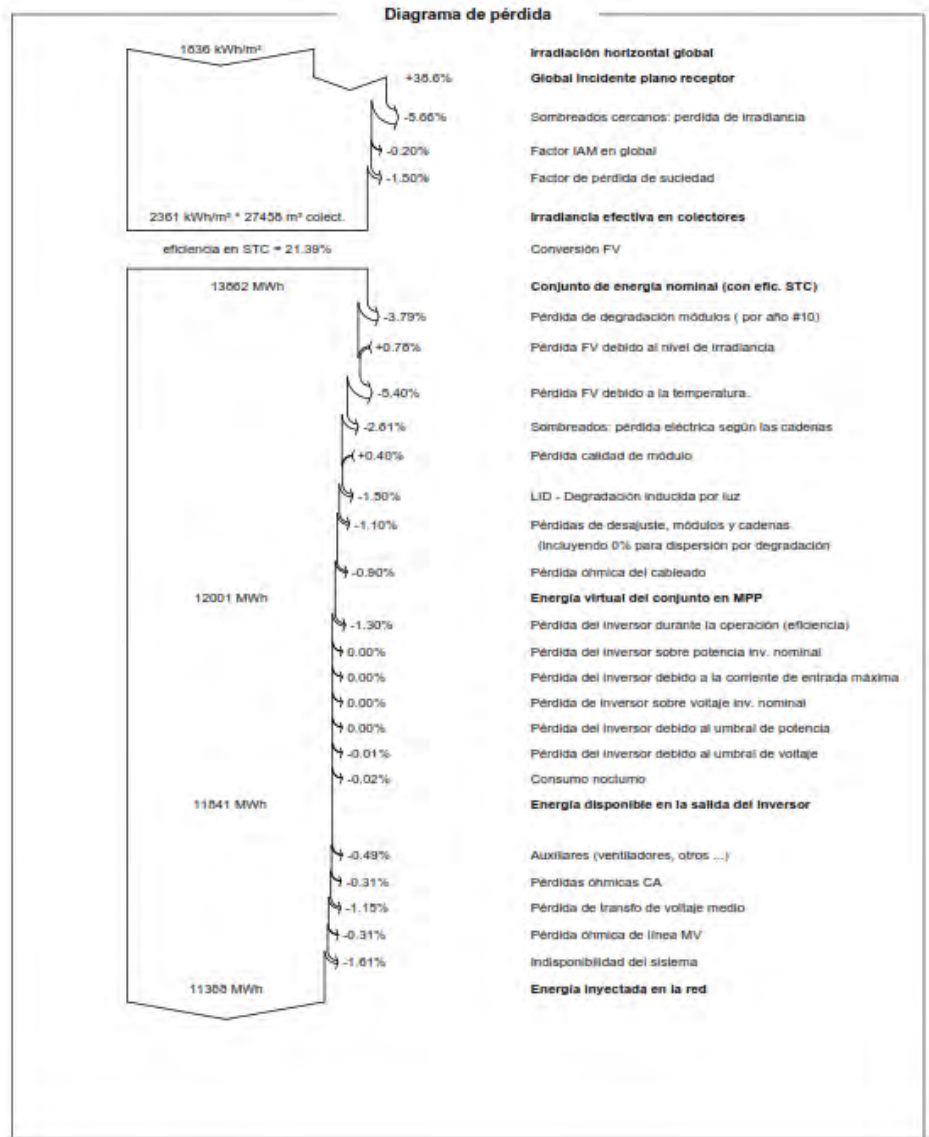 Diagrama de pérdida
1836 kWh/m² Irradiación horizontal global
+38.6% Global incidente plano receptor
-5.66% Sombreados cercanos: perdida de irradiancia
-0.20% Factor IAM en global
-1.50% Factor de pérdida de suciedad
2361 kWh/m² * 27458 m² colect. Irradiancia efectiva en colectores
eficiencia en STC = 21.39% Conversión FV
13862 MWh Conjunto de energía nominal (con efic. STC)
-3.79% Pérdida de degradación módulos ( por año #10)
+0.78% Pérdida FV debido al nivel de irradiancia
-5.40% Pérdida FV debido a la temperatura.
-2.61% Sombreados: pérdida eléctrica según las cadenas
+0.40% Pérdida calidad de módulo
-1.50% LID - Degradación inducida por luz
-1.10% Pérdidas de desajuste, módulos y cadenas
(incluyendo 0% para dispersión por degradación
-0.90% Pérdida óhmica del cableado
12001 MWh Energía virtual del conjunto en MPP
-1.30% Pérdida del inversor durante la operación (eficiencia)
0.00% Pérdida del inversor sobre potencia inv. nominal
0.00% Pérdida del inversor debido a la corriente de entrada máxima
0.00% Pérdida de inversor sobre voltaje inv. nominal
0.00% Pérdida del inversor debido al umbral de potencia
-0.01% Pérdida del inversor debido al umbral de voltaje
-0.02% Consumo nocturno
11841 MWh Energía disponible en la salida del inversor
-0.49% Auxiliares (ventiladores, otros ...)
-0.31% Pérdidas óhmicas CA
-1.15% Pérdida de transfo de voltaje medio
-0.31% Pérdida óhmica de línea MV
-1.61% Indisponibilidad del sistema
11388 MWh Energía inyectada en la red